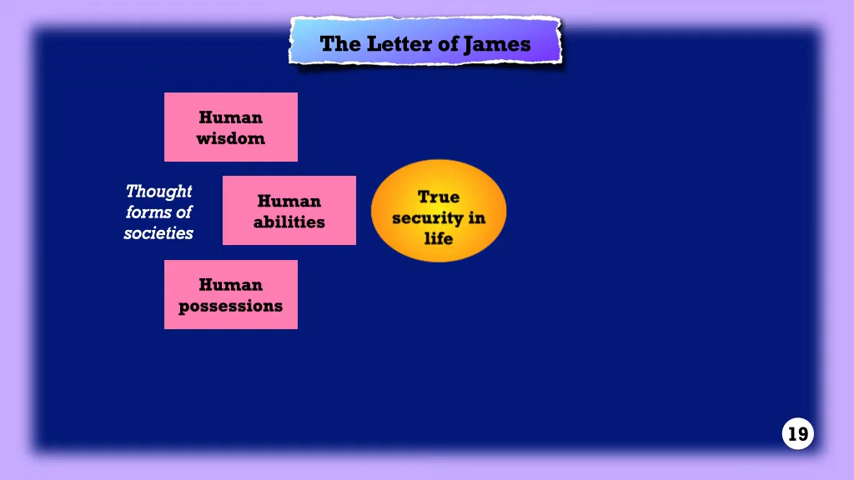 The Letter of James
Human
wisdom
Thought
forms of
societies
Human
abilities
True
security in
life
Human
possessions
19